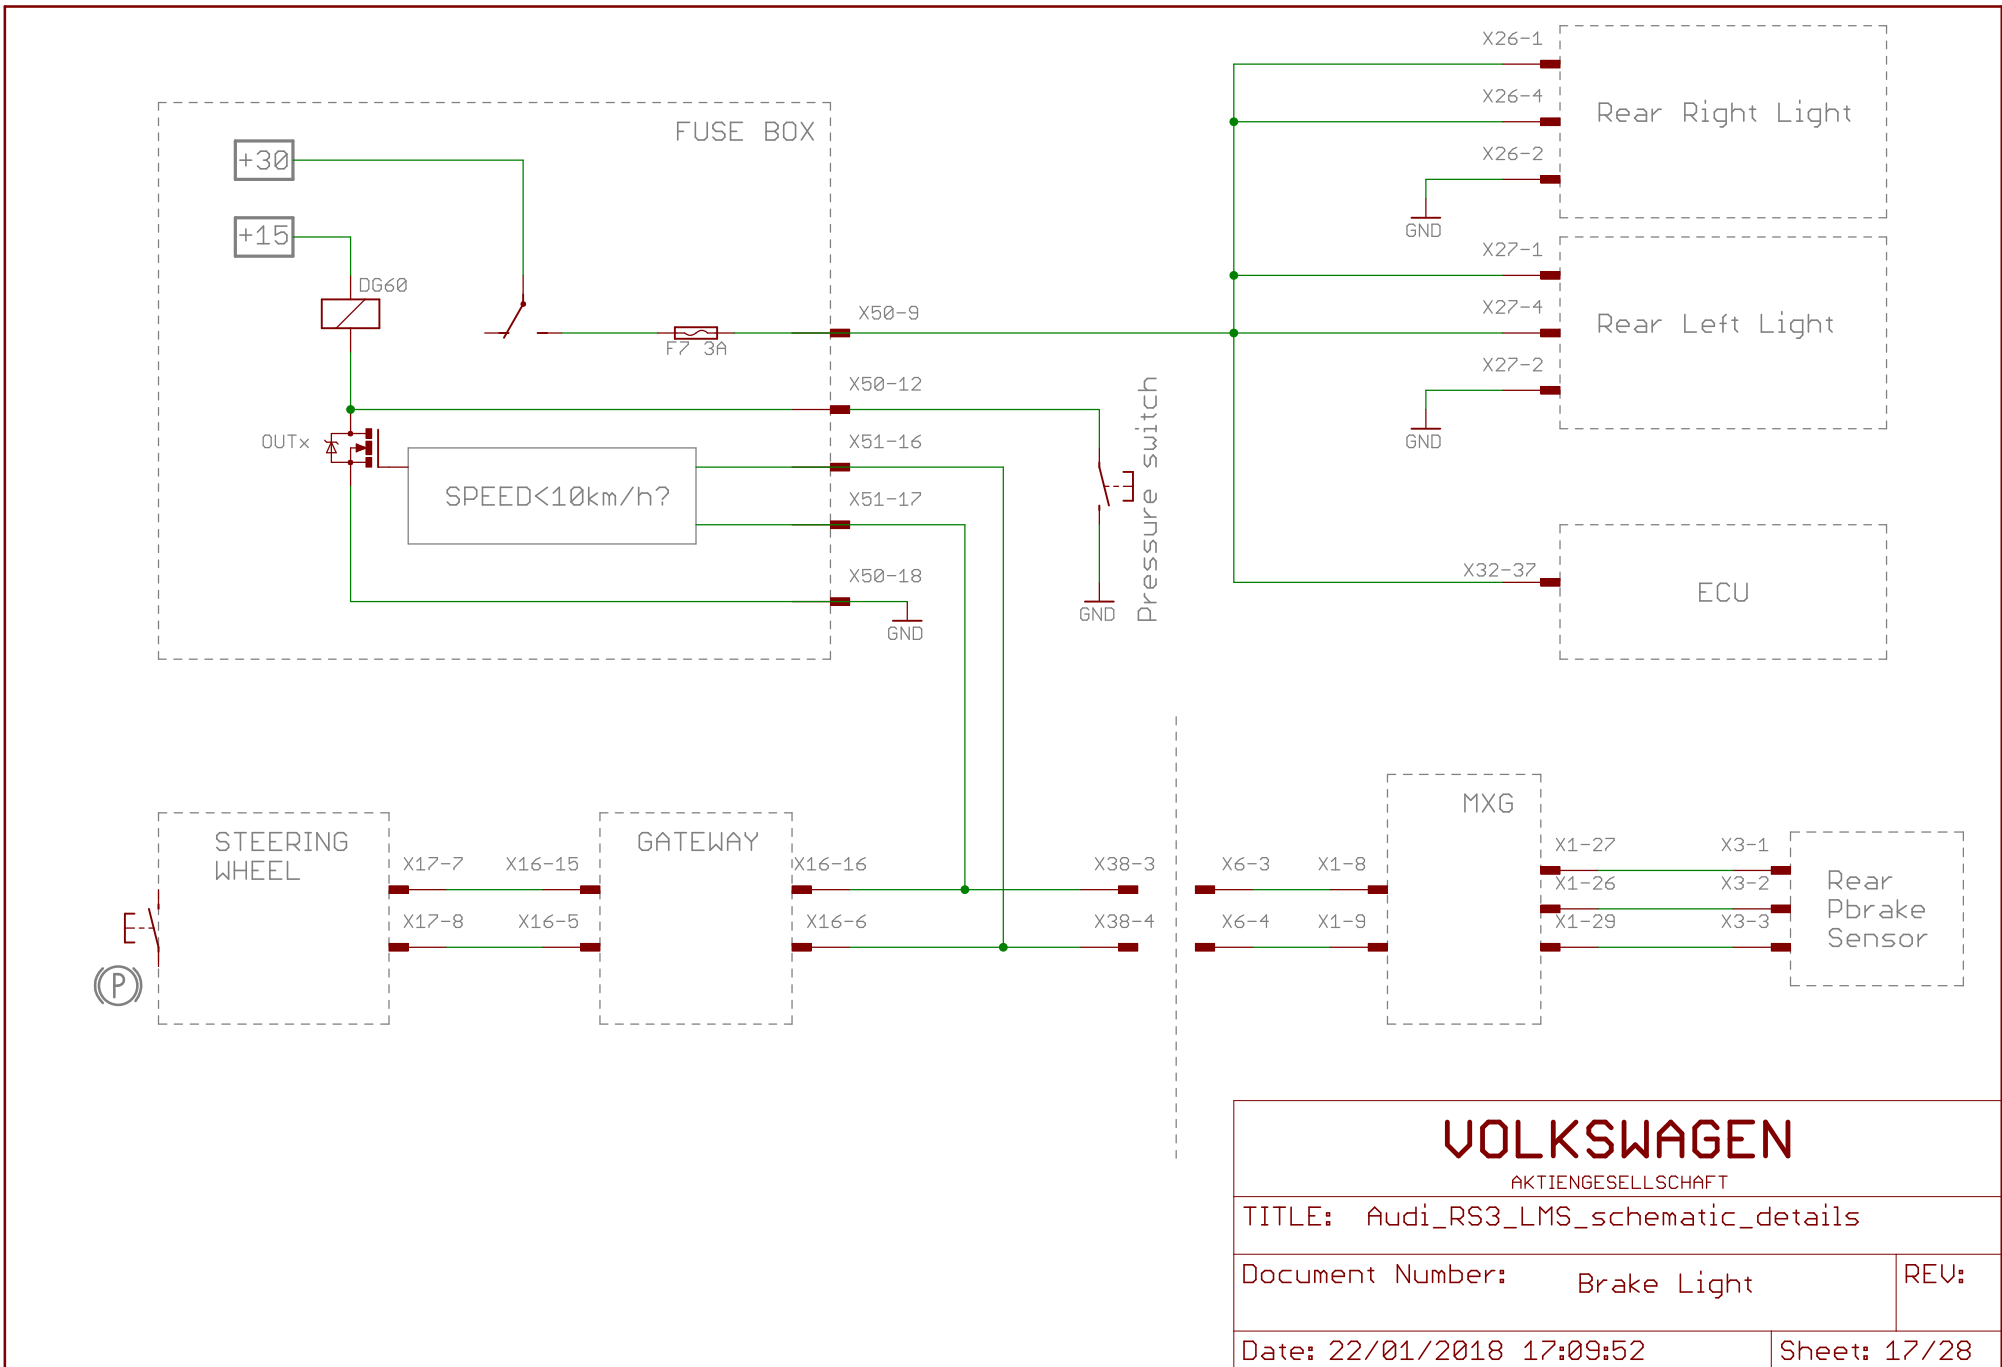 FUSE BOX
+30
+15
DG60
F7 3A
X50-9
X50-12
OUTx
X51-16
SPEED<10km/h?
X51-17
X50-18
GND
Pressure switch
GND
X26-1
X26-4
X26-2
GND
Rear Right Light
X27-1
X27-4
X27-2
GND
Rear Left Light
X32-37
ECU
STEERING
WHEEL
P
X17-7
X17-8
X16-15
X16-5
GATEWAY
X16-16
X16-6
X38-3
X38-4
X6-3
X6-4
X1-8
X1-9
MXG
X1-27
X1-26
X1-29
X3-1
X3-2
X3-3
Rear
Pbrake
Sensor
VOLKSWAGEN
AKTIENGESELLSCHAFT
TITLE: Audi_RS3_LMS_schematic_details
Document Number: Brake Light
REV:
Date: 22/01/2018 17:09:52
Sheet: 17/28